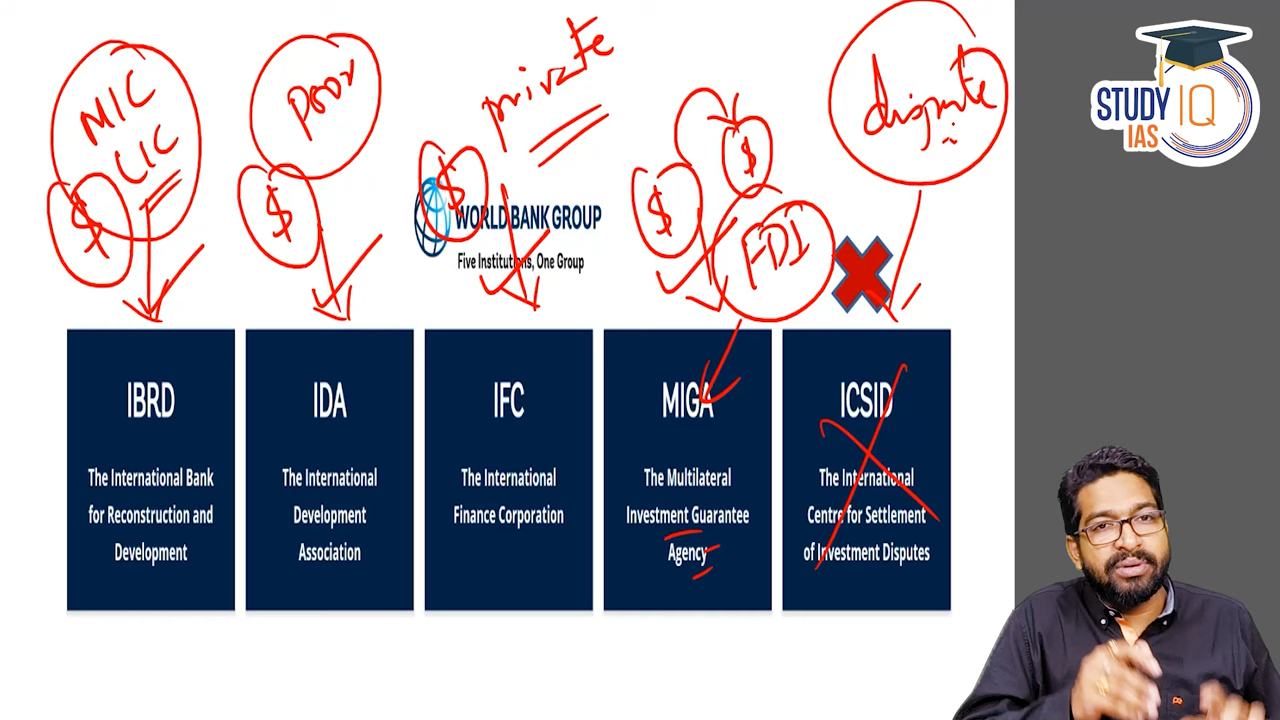 MIC
LIC
$
poor
$
private
$
WORLD BANK GROUP
Five Institutions, One Group
$
$
FDI
dispute
STUDY IQ
IAS
IBRD
The International Bank
for Reconstruction and
Development
IDA
The International
Development
Association
IFC
The International
Finance Corporation
MIGA
The Multilateral
Investment Guarantee
Agency
ICSID
The International
Centre for Settlement
of Investment Disputes